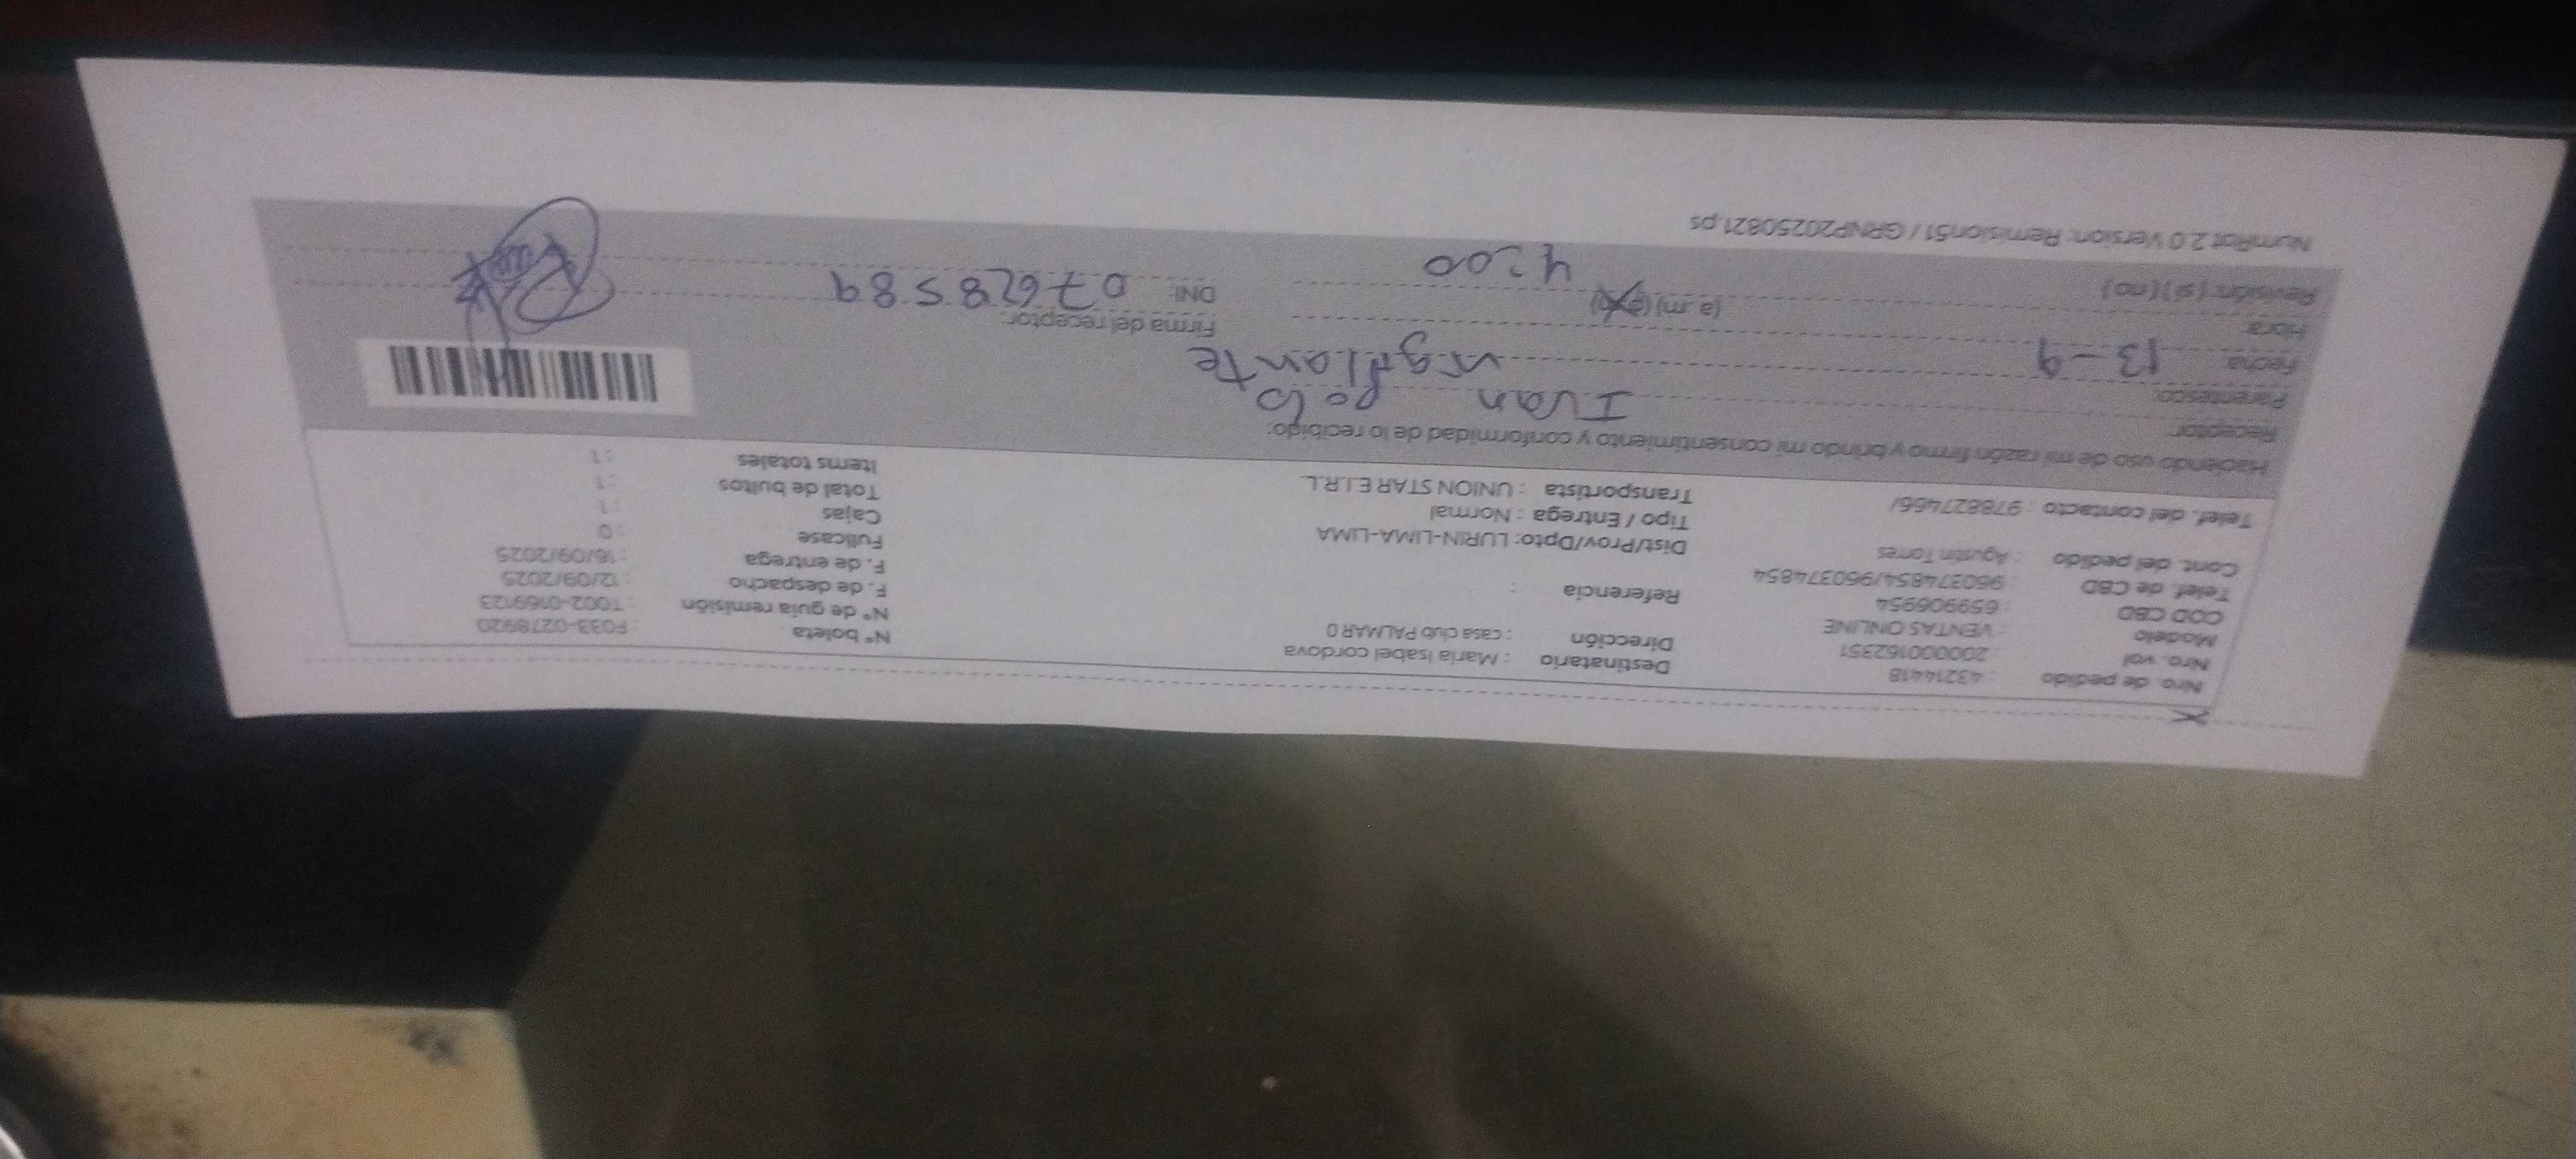 Nro. de pedido : 43214418 Destinatario : Maria Isabel cordova N° boleta : F033-0278920
Nro. vol : 200000162351 Dirección : casa club PALMAR 0 N° de guía remisión : T002-0169123
Modelo : VENTAS ONLINE F. de despacho : 12/09/2025
COD CBD : 659906954 Referencia : F. de entrega : 16/09/2025
Telef. de CBD : 960374854/960374854 Fullcase : 0
Cont. del pedido : Agustin Torres Dist/Prov/Dpto: LURIN-LIMA-LIMA Cajas : 1
Tipo / Entrega : Normal Total de bultos : 1
Telef. del contacto : 978827466/ Transportista : UNION STAR E.I.R.L. Items totales : 1
Haciendo uso de mi razón firmo y brindo mi consentimiento y conformidad de lo recibido:
Receptor: Ivan polo
Parentesco: vigilante
Fecha: 13-9 Firma del receptor:
Hora: 4:00 (a.m) (p.m) DNI: 07628589
Revisión: (si) (no)
NumRot 2.0 Version: Remision51 / GRNP20250821.ps